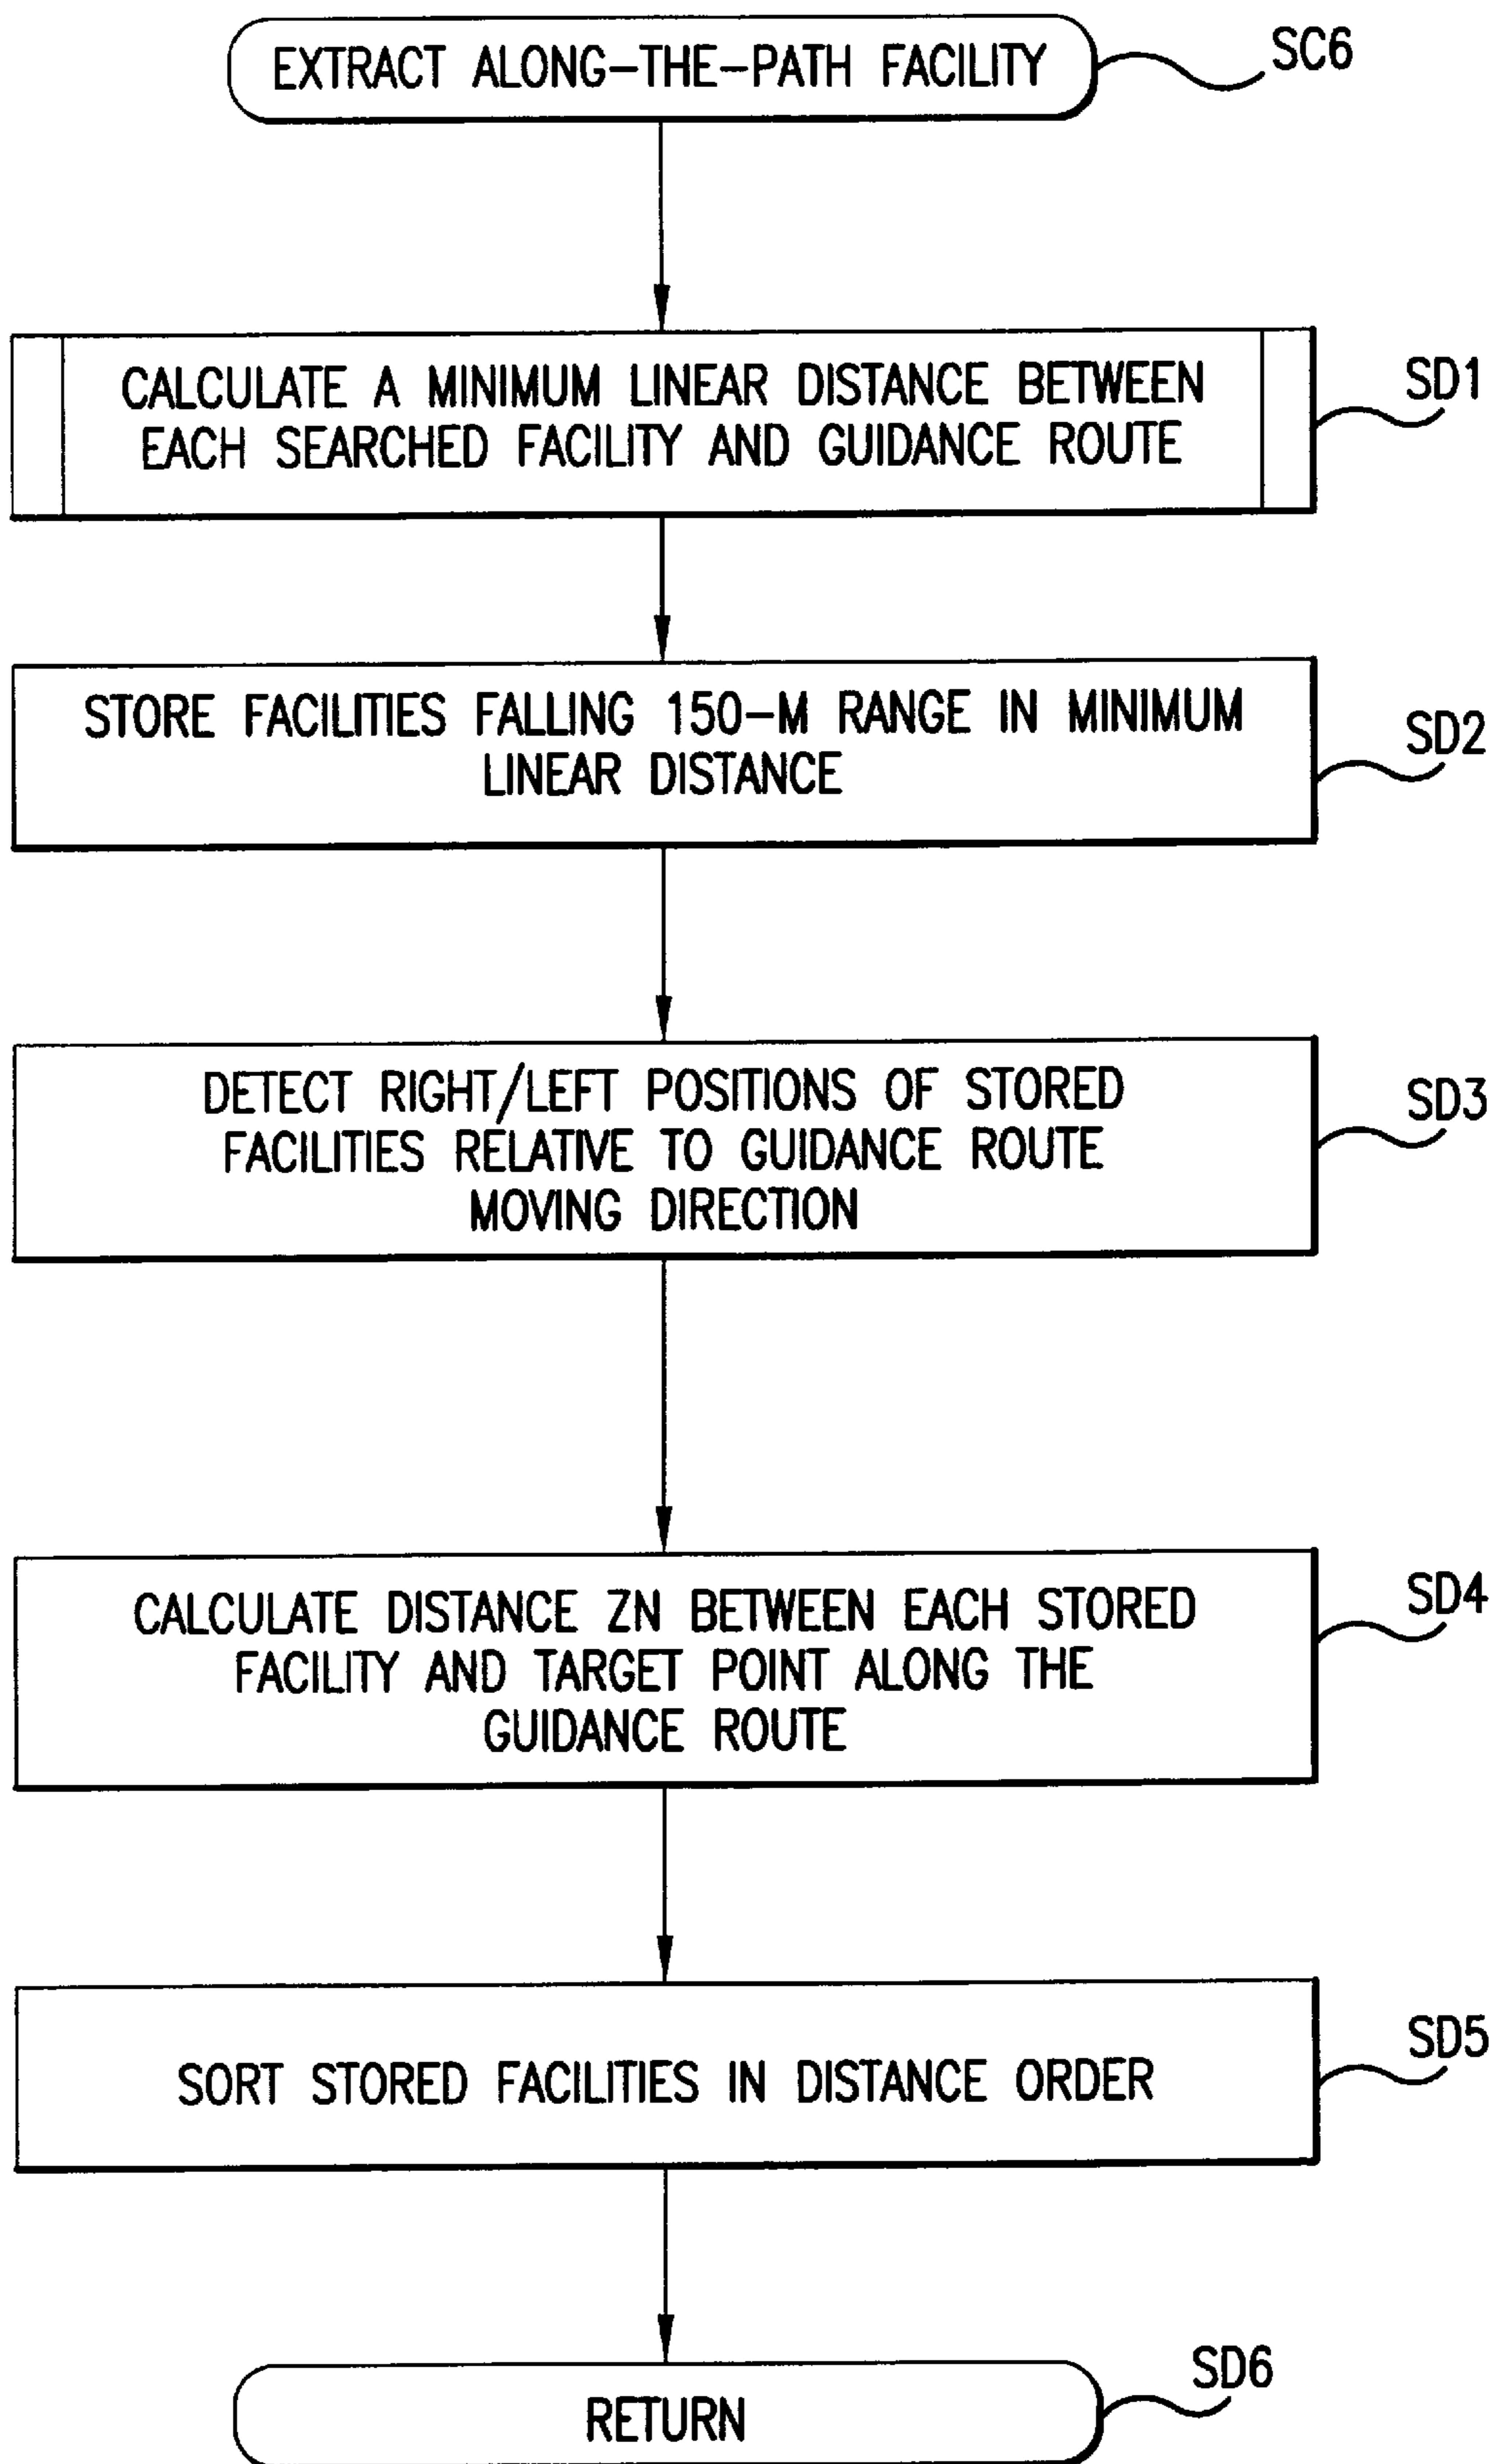 EXTRACT ALONG-THE-PATH FACILITY
SC6
CALCULATE A MINIMUM LINEAR DISTANCE BETWEEN
EACH SEARCHED FACILITY AND GUIDANCE ROUTE
SD1
STORE FACILITIES FALLING 150-M RANGE IN MINIMUM
LINEAR DISTANCE
SD2
DETECT RIGHT/LEFT POSITIONS OF STORED
FACILITIES RELATIVE TO GUIDANCE ROUTE
MOVING DIRECTION
SD3
CALCULATE DISTANCE ZN BETWEEN EACH STORED
FACILITY AND TARGET POINT ALONG THE
GUIDANCE ROUTE
SD4
SORT STORED FACILITIES IN DISTANCE ORDER
SD5
RETURN
SD6